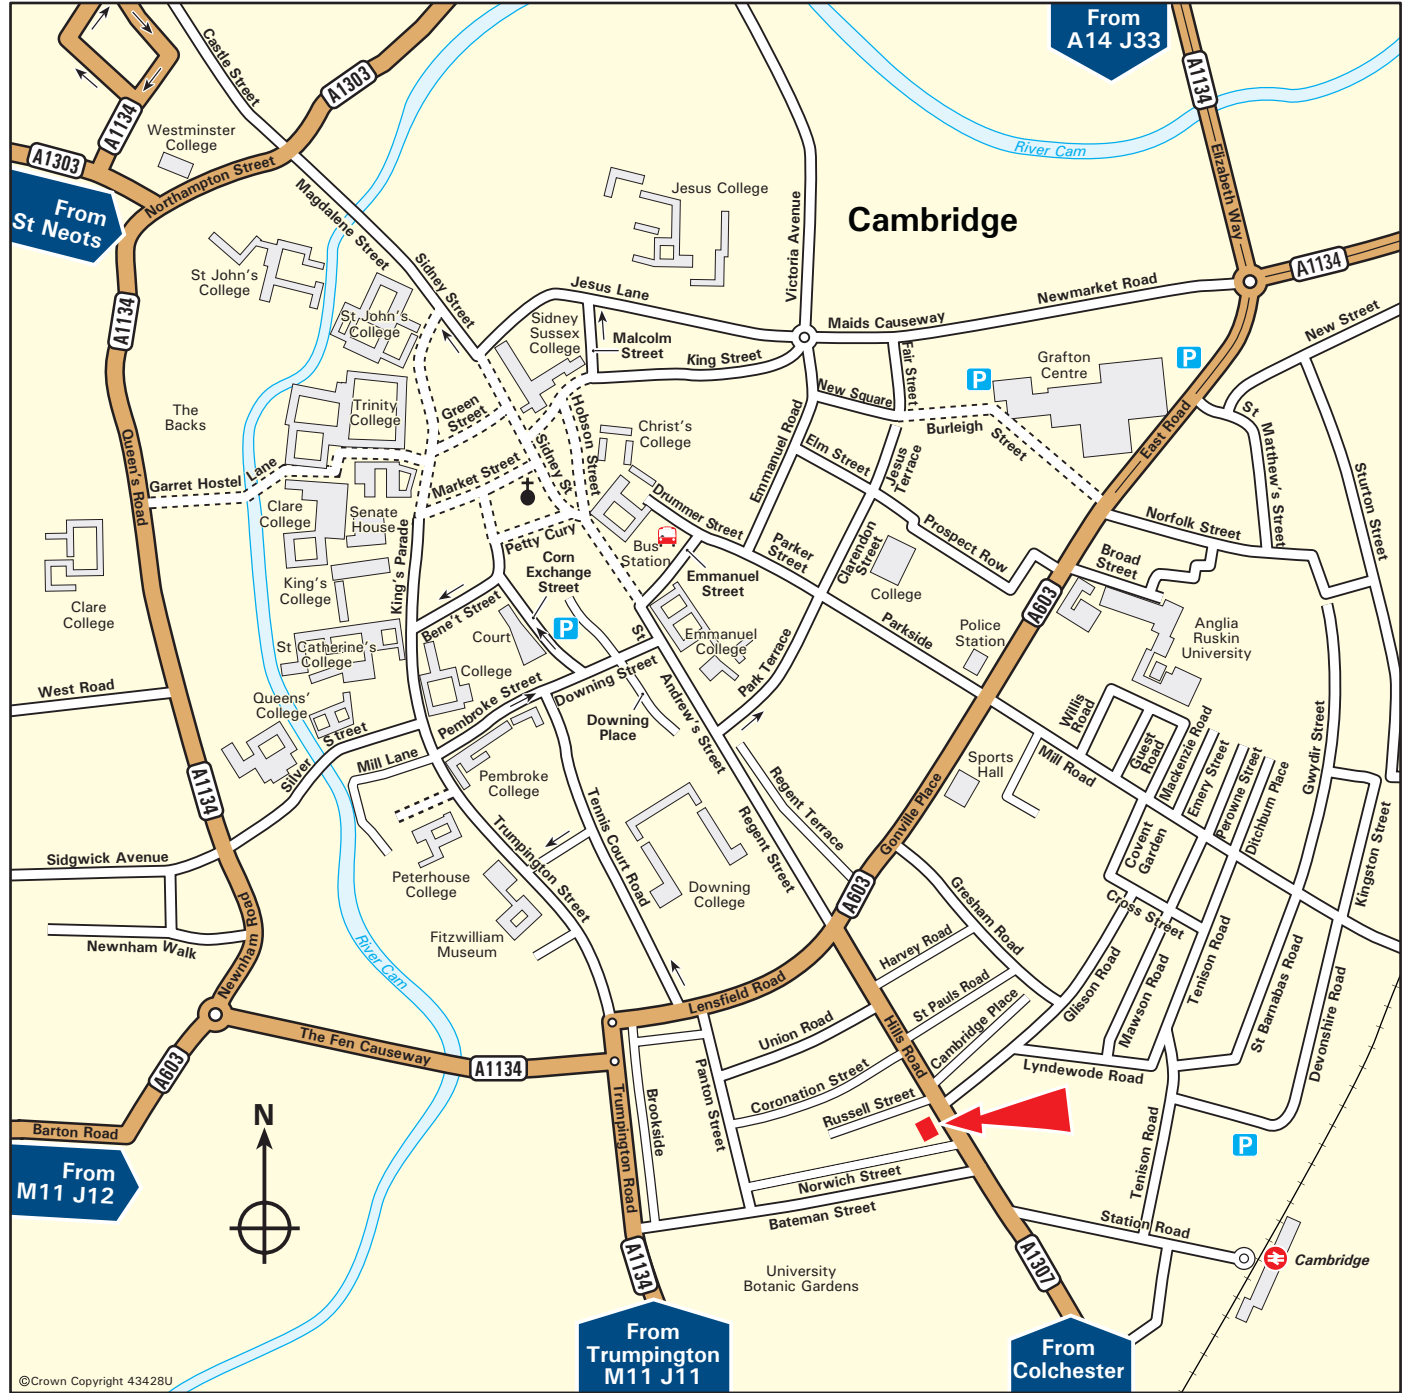 From
A14 J33
A1303
A1134
Castle Street
Westminster
College
A1134
A1303
Northampton Street
From
St Neots
Magdalene Street
Jesus College
Victoria Avenue
Cambridge
River Cam
Elizabeth Way
A1134
St John's
College
A1134
Sidney Street
Jesus Lane
Newmarket Road
Maids Causeway
New Street
St John's
College
Sidney
Sussex
College
Malcolm
Street
King Street
Fair Street
Grafton
Centre
P
P
New Square
Burleigh Street
East Road
St Matthew's Street
The
Backs
Trinity
College
Green
Street
Hobson Street
Christ's
College
Emmanuel Road
Elm Street
Jesus
Terrace
Queen's Road
Garret Hostel Lane
Market Street
Sidney St
Drummer Street
Sturton Street
Norfolk Street
Clare
College
Senate
House
Petty Cury
Bus
Station
Parker
Street
Clarendon
Street
Prospect Row
Broad
Street
King's Parade
Corn
Exchange
Street
Emmanuel
Street
College
A603
King's
College
Clare
College
Bene't Street
Court
P
St Andrew's Street
Emmanuel
College
Parkside
Police
Station
Anglia
Ruskin
University
St Catherine's
College
College
Park Terrace
West Road
Queens'
College
Silver Street
Pembroke Street
Downing Street
Downing
Place
Willis
Road
Guest
Road
Mackenzie Road
Emery Street
Perowne Street
Ditchburn Place
Gwydir Street
Mill Lane
Pembroke
College
Mill Road
Sports
Hall
A1134
Regent Terrace
Regent Street
Gonville Place
Covent
Garden
Kingston Street
Sidgwick Avenue
Trumpington Street
Tennis Court Road
Peterhouse
College
Downing
College
A603
Gresham Road
Cross Street
Newnham Walk
Newnham Road
Fitzwilliam
Museum
River Cam
Harvey Road
St Pauls Road
Cambridge Place
Glisson Road
Mawson Road
Tenison Road
St Barnabas Road
Devonshire Road
Lensfield Road
Union Road
Hills Road
The Fen Causeway
A1134
A603
Coronation Street
Lyndewode Road
Russell Street
Panton Street
Brookside
Trumpington Road
Barton Road
N
From
M11 J12
Norwich Street
Bateman Street
Tenison Road
P
Station Road
Cambridge
A1134
A1307
University
Botanic Gardens
From
Trumpington
M11 J11
From
Colchester
©Crown Copyright 43428U